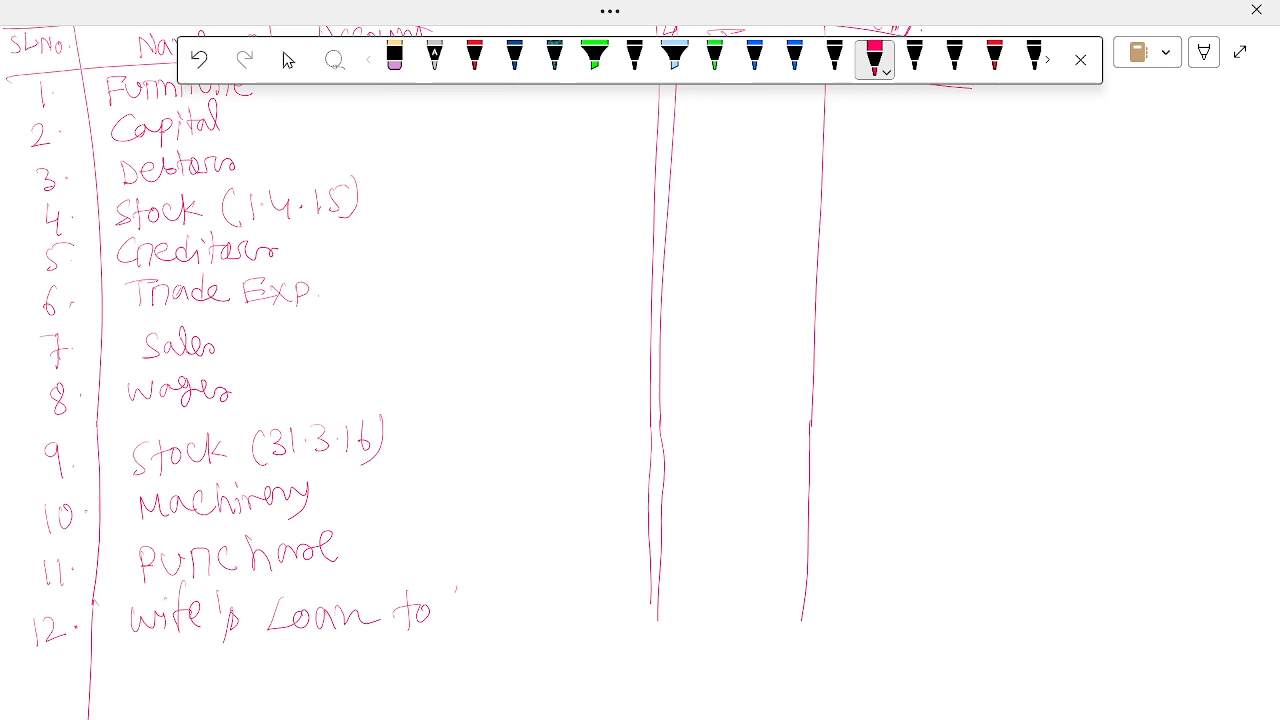 SL.No. Account
1. Furniture
2. Capital
3. Debtors
4. Stock (1.4.15)
5. Creditors
6. Trade Exp.
7. Sales
8. Wages
9. Stock (31.3.16)
10. Machinery
11. Purchase
12. Wife's Loan to